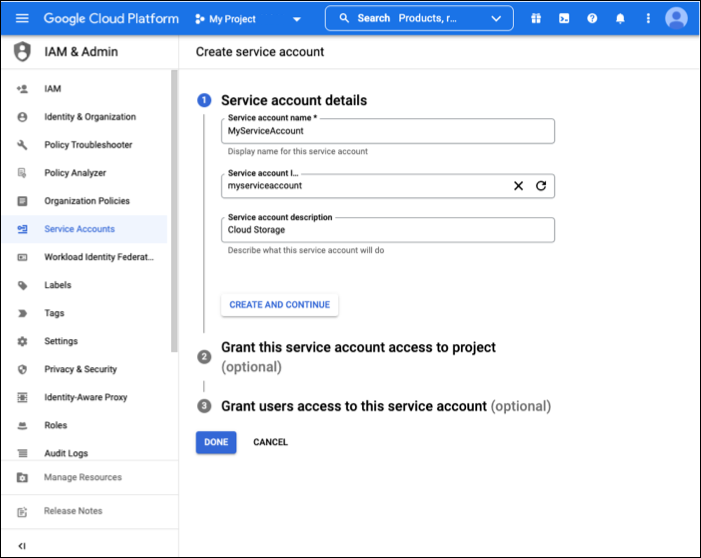 Google Cloud Platform
My Project
Search Products, r...
IAM & Admin
Create service account
IAM
Identity & Organization
Policy Troubleshooter
Policy Analyzer
Organization Policies
Service Accounts
Workload Identity Federat...
Labels
Tags
Settings
Privacy & Security
Identity-Aware Proxy
Roles
Audit Logs
Manage Resources
Release Notes
1 Service account details
Service account name *
MyServiceAccount
Display name for this service account
Service account I...
myserviceaccount
Service account description
Cloud Storage
Describe what this service account will do
CREATE AND CONTINUE
2 Grant this service account access to project
(optional)
3 Grant users access to this service account (optional)
DONE CANCEL